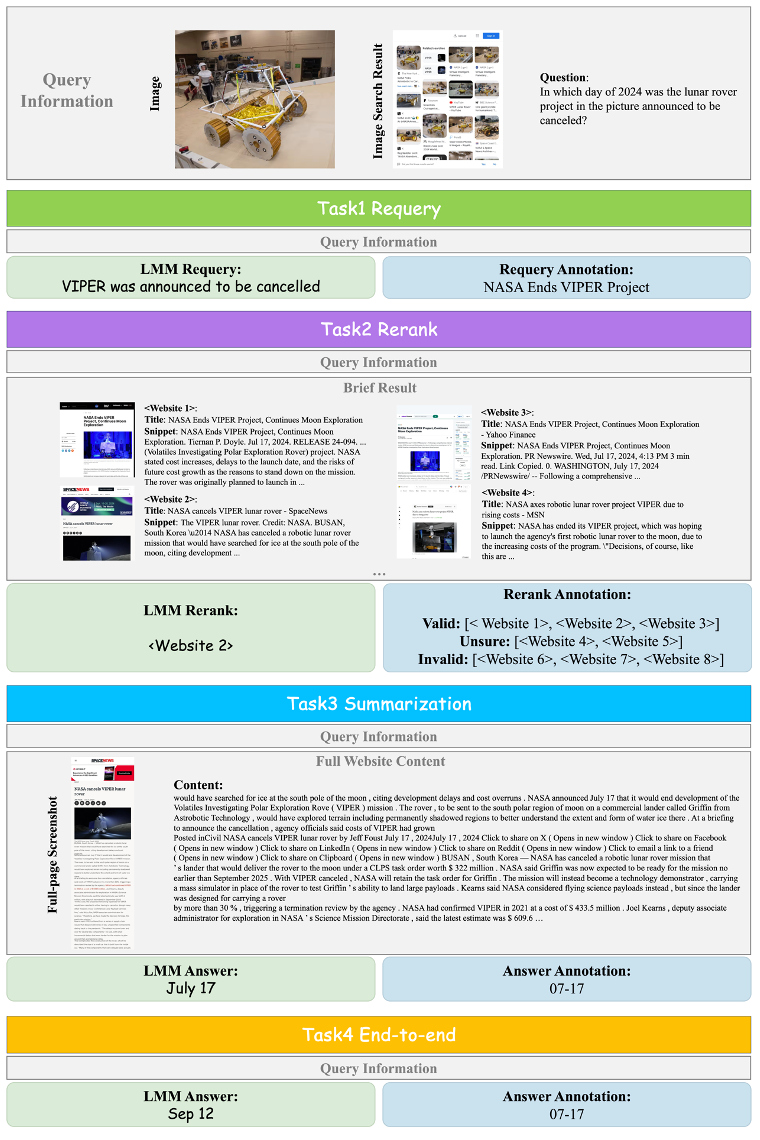 Query
Information
Image
Image Search Result
Question:
In which day of 2024 was the lunar rover
project in the picture announced to be
canceled?
Task1 Requery
Query Information
LMM Requery:
VIPER was announced to be cancelled
Requery Annotation:
NASA Ends VIPER Project
Task2 Rerank
Query Information
Brief Result
<Website 1>:
Title: NASA Ends VIPER Project, Continues Moon Exploration
Snippet: NASA Ends VIPER Project, Continues Moon
Exploration. Tiernan P. Doyle. Jul 17, 2024. RELEASE 24-094. ...
(Volatiles Investigating Polar Exploration Rover) project. NASA
stated cost increases, delays to the launch date, and the risks of
future cost growth as the reasons to stand down on the mission.
The rover was originally planned to launch in ...
<Website 2>:
Title: NASA cancels VIPER lunar rover - SpaceNews
Snippet: The VIPER lunar rover. Credit: NASA. BUSAN,
South Korea \u2014 NASA has canceled a robotic lunar rover
mission that would have searched for ice at the south pole of the
moon, citing development ...
<Website 3>:
Title: NASA Ends VIPER Project, Continues Moon Exploration
- Yahoo Finance
Snippet: NASA Ends VIPER Project, Continues Moon
Exploration. PR Newswire. Wed, Jul 17, 2024, 4:13 PM 3 min
read. Link Copied. 0. WASHINGTON, July 17, 2024
/PRNewswire/ -- Following a comprehensive ...
<Website 4>:
Title: NASA axes robotic lunar rover project VIPER due to
rising costs - MSN
Snippet: NASA has ended its VIPER project, which was hoping
to launch the agency's first robotic lunar rover to the moon, due to
the increasing costs of the program. \"Decisions, of course, like
this are ...
...
LMM Rerank:
<Website 2>
Rerank Annotation:
Valid: [< Website 1>, <Website 2>, <Website 3>]
Unsure: [<Website 4>, <Website 5>]
Invalid: [<Website 6>, <Website 7>, <Website 8>]
Task3 Summarization
Query Information
Full Website Content
Full-page Screenshot
SPACENEWS
NASA cancels VIPER lunar
rover
Content:
would have searched for ice at the south pole of the moon , citing development delays and cost overruns . NASA announced July 17 that it would end development of the
Volatiles Investigating Polar Exploration Rove ( VIPER ) mission . The rover , to be sent to the south polar region of moon on a commercial lander called Griffin from
Astrobotic Technology , would have explored terrain including permanently shadowed regions to better understand the extent and form of water ice there . At a briefing
to announce the cancellation , agency officials said costs of VIPER had grown
Posted inCivil NASA cancels VIPER lunar rover by Jeff Foust July 17 , 2024July 17 , 2024 Click to share on X ( Opens in new window ) Click to share on Facebook
( Opens in new window ) Click to share on LinkedIn ( Opens in new window ) Click to share on Reddit ( Opens in new window ) Click to email a link to a friend
( Opens in new window ) Click to share on Clipboard ( Opens in new window ) BUSAN , South Korea — NASA has canceled a robotic lunar rover mission that
' s lander that would deliver the rover to the moon under a CLPS task order worth $ 322 million . NASA said Griffin was now expected to be ready for the mission no
earlier than September 2025 . With VIPER canceled , NASA will retain the task order for Griffin . The mission will instead become a technology demonstrator , carrying
a mass simulator in place of the rover to test Griffin ' s ability to land large payloads . Kearns said NASA considered flying science payloads instead , but since the lander
was designed for carrying a rover
by more than 30 % , triggering a termination review by the agency . NASA had confirmed VIPER in 2021 at a cost of $ 433.5 million . Joel Kearns , deputy associate
administrator for exploration in NASA ' s Science Mission Directorate , said the latest estimate was $ 609.6 ...
LMM Answer:
July 17
Answer Annotation:
07-17
Task4 End-to-end
Query Information
LMM Answer:
Sep 12
Answer Annotation:
07-17